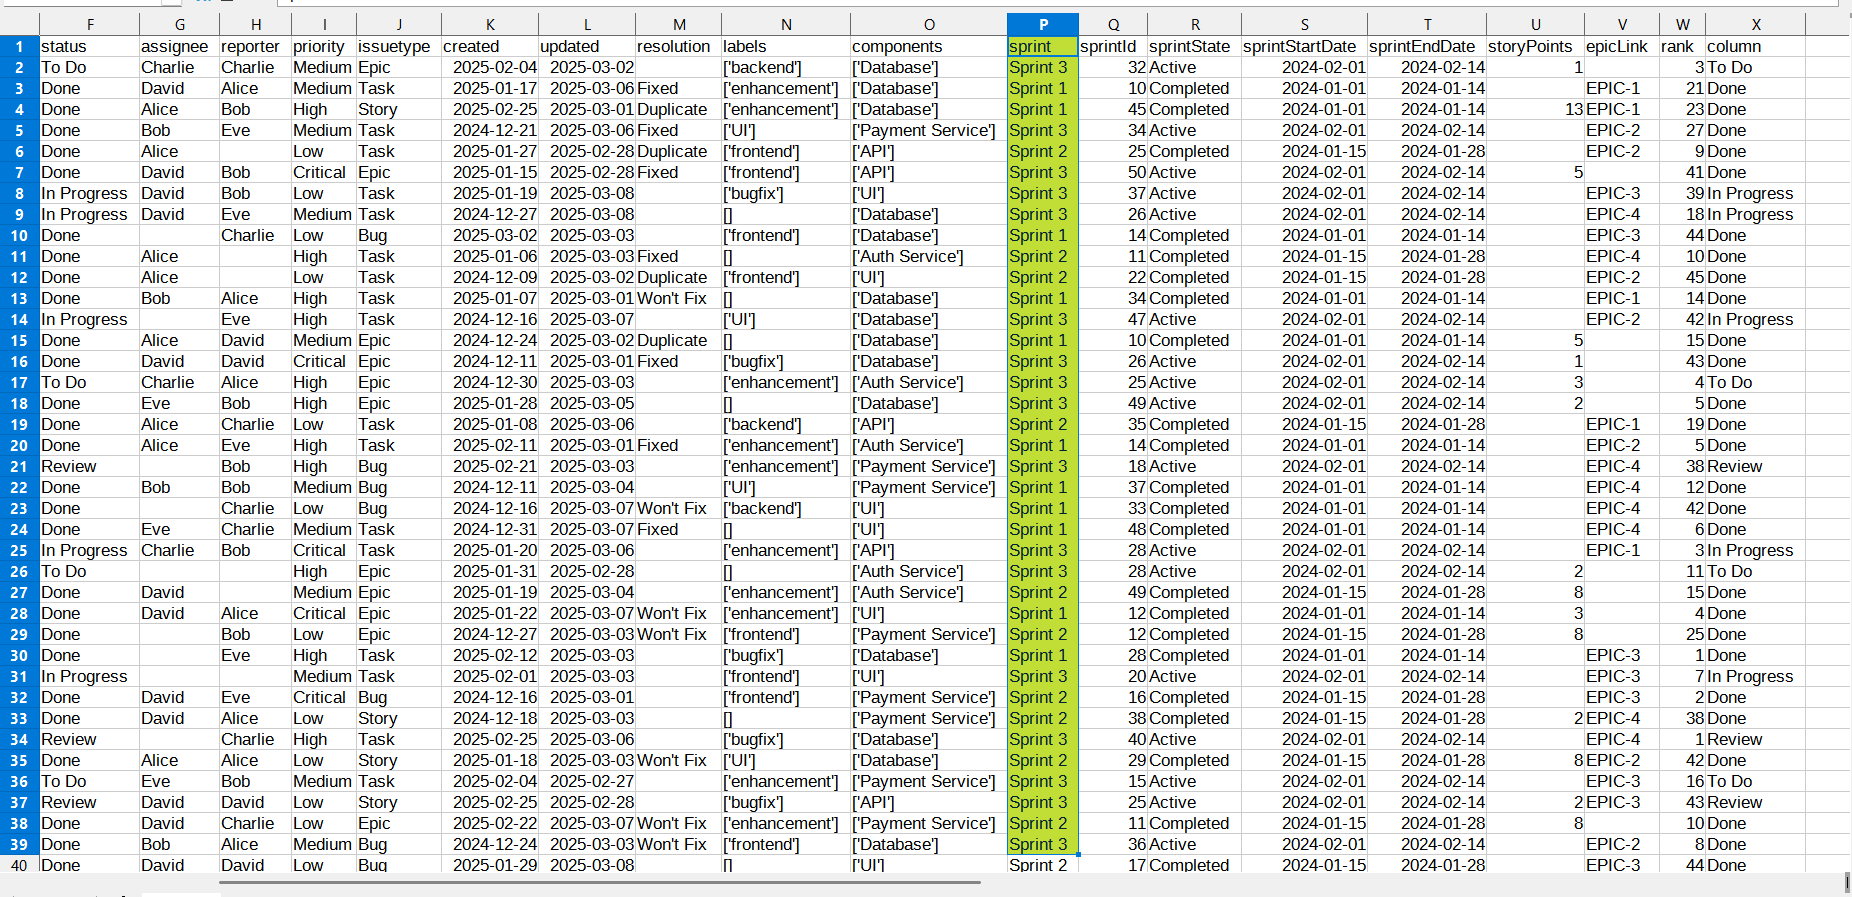 F G H I J K L M N O P Q R S T U V W X
1 status assignee reporter priority issuetype created updated resolution labels components sprint sprintId sprintState sprintStartDate sprintEndDate storyPoints epicLink rank column
2 To Do Charlie Charlie Medium Epic 2025-02-04 2025-03-02 ['backend'] ['Database'] Sprint 3 32 Active 2024-02-01 2024-02-14 1 3 To Do
3 Done David Alice Medium Task 2025-01-17 2025-03-06 Fixed ['enhancement'] ['Database'] Sprint 1 10 Completed 2024-01-01 2024-01-14 EPIC-1 21 Done
4 Done Alice Bob High Story 2025-02-25 2025-03-01 Duplicate ['enhancement'] ['Database'] Sprint 1 45 Completed 2024-01-01 2024-01-14 13 EPIC-1 23 Done
5 Done Bob Eve Medium Task 2024-12-21 2025-03-06 Fixed ['UI'] ['Payment Service'] Sprint 3 34 Active 2024-02-01 2024-02-14 EPIC-2 27 Done
6 Done Alice Low Task 2025-01-27 2025-02-28 Duplicate ['frontend'] ['API'] Sprint 2 25 Completed 2024-01-15 2024-01-28 EPIC-2 9 Done
7 Done David Bob Critical Epic 2025-01-15 2025-02-28 Fixed ['frontend'] ['API'] Sprint 3 50 Active 2024-02-01 2024-02-14 5 41 Done
8 In Progress David Bob Low Task 2025-01-19 2025-03-08 ['bugfix'] ['UI'] Sprint 3 37 Active 2024-02-01 2024-02-14 EPIC-3 39 In Progress
9 In Progress David Eve Medium Task 2024-12-27 2025-03-08 [] ['Database'] Sprint 3 26 Active 2024-02-01 2024-02-14 EPIC-4 18 In Progress
10 Done Charlie Low Bug 2025-03-02 2025-03-03 ['frontend'] ['Database'] Sprint 1 14 Completed 2024-01-01 2024-01-14 EPIC-3 44 Done
11 Done Alice High Task 2025-01-06 2025-03-03 Fixed [] ['Auth Service'] Sprint 2 11 Completed 2024-01-15 2024-01-28 EPIC-4 10 Done
12 Done Alice Low Task 2024-12-09 2025-03-02 Duplicate ['frontend'] ['UI'] Sprint 2 22 Completed 2024-01-15 2024-01-28 EPIC-2 45 Done
13 Done Bob Alice High Task 2025-01-07 2025-03-01 Won't Fix [] ['Database'] Sprint 1 34 Completed 2024-01-01 2024-01-14 EPIC-1 14 Done
14 In Progress Eve High Task 2024-12-16 2025-03-07 ['UI'] ['Database'] Sprint 3 47 Active 2024-02-01 2024-02-14 EPIC-2 42 In Progress
15 Done Alice David Medium Epic 2024-12-24 2025-03-02 Duplicate [] ['Database'] Sprint 1 10 Completed 2024-01-01 2024-01-14 5 15 Done
16 Done David David Critical Epic 2024-12-11 2025-03-01 Fixed ['bugfix'] ['Database'] Sprint 3 26 Active 2024-02-01 2024-02-14 1 43 Done
17 To Do Charlie Alice High Epic 2024-12-30 2025-03-03 ['enhancement'] ['Auth Service'] Sprint 3 25 Active 2024-02-01 2024-02-14 3 4 To Do
18 Done Eve Bob High Epic 2025-01-28 2025-03-05 [] ['Database'] Sprint 3 49 Active 2024-02-01 2024-02-14 2 5 Done
19 Done Alice Charlie Low Task 2025-01-08 2025-03-06 ['backend'] ['API'] Sprint 2 35 Completed 2024-01-15 2024-01-28 EPIC-1 19 Done
20 Done Alice Eve High Task 2025-02-11 2025-03-01 Fixed ['enhancement'] ['Auth Service'] Sprint 1 14 Completed 2024-01-01 2024-01-14 EPIC-2 5 Done
21 Review Bob High Bug 2025-02-21 2025-03-03 ['enhancement'] ['Payment Service'] Sprint 3 18 Active 2024-02-01 2024-02-14 EPIC-4 38 Review
22 Done Bob Bob Medium Bug 2024-12-11 2025-03-04 ['UI'] ['Payment Service'] Sprint 1 37 Completed 2024-01-01 2024-01-14 EPIC-4 12 Done
23 Done Charlie Low Bug 2024-12-16 2025-03-07 Won't Fix ['backend'] ['UI'] Sprint 1 33 Completed 2024-01-01 2024-01-14 EPIC-4 42 Done
24 Done Eve Charlie Medium Task 2024-12-31 2025-03-07 Fixed [] ['UI'] Sprint 1 48 Completed 2024-01-01 2024-01-14 EPIC-4 6 Done
25 In Progress Charlie Bob Critical Task 2025-01-20 2025-03-06 ['enhancement'] ['API'] Sprint 3 28 Active 2024-02-01 2024-02-14 EPIC-1 3 In Progress
26 To Do High Epic 2025-01-31 2025-02-28 [] ['Auth Service'] Sprint 3 28 Active 2024-02-01 2024-02-14 2 11 To Do
27 Done David Medium Epic 2025-01-19 2025-03-04 ['enhancement'] ['Auth Service'] Sprint 2 49 Completed 2024-01-15 2024-01-28 8 15 Done
28 Done David Alice Critical Epic 2025-01-22 2025-03-07 Won't Fix ['enhancement'] ['UI'] Sprint 1 12 Completed 2024-01-01 2024-01-14 3 4 Done
29 Done Bob Low Epic 2024-12-27 2025-03-03 Won't Fix ['frontend'] ['Payment Service'] Sprint 2 12 Completed 2024-01-15 2024-01-28 8 25 Done
30 Done Eve High Task 2025-02-12 2025-03-03 ['bugfix'] ['Database'] Sprint 1 28 Completed 2024-01-01 2024-01-14 EPIC-3 1 Done
31 In Progress Medium Task 2025-02-01 2025-03-03 ['frontend'] ['UI'] Sprint 3 20 Active 2024-02-01 2024-02-14 EPIC-3 7 In Progress
32 Done David Eve Critical Bug 2024-12-16 2025-03-01 ['frontend'] ['Payment Service'] Sprint 2 16 Completed 2024-01-15 2024-01-28 EPIC-3 2 Done
33 Done David Alice Low Story 2024-12-18 2025-03-03 [] ['Payment Service'] Sprint 2 38 Completed 2024-01-15 2024-01-28 2 EPIC-4 38 Done
34 Review Charlie High Task 2025-02-25 2025-03-06 ['bugfix'] ['Database'] Sprint 3 40 Active 2024-02-01 2024-02-14 EPIC-4 1 Review
35 Done Alice Alice Low Story 2025-01-18 2025-03-03 Won't Fix ['UI'] ['Database'] Sprint 2 29 Completed 2024-01-15 2024-01-28 8 EPIC-2 42 Done
36 To Do Eve Bob Medium Task 2025-02-04 2025-02-27 ['enhancement'] ['Payment Service'] Sprint 3 15 Active 2024-02-01 2024-02-14 EPIC-3 16 To Do
37 Review David David Low Story 2025-02-25 2025-02-28 ['bugfix'] ['API'] Sprint 3 25 Active 2024-02-01 2024-02-14 2 EPIC-3 43 Review
38 Done David Charlie Low Epic 2025-02-22 2025-03-07 Won't Fix ['enhancement'] ['Payment Service'] Sprint 2 11 Completed 2024-01-15 2024-01-28 8 10 Done
39 Done Bob Alice Medium Bug 2024-12-24 2025-03-03 Won't Fix ['frontend'] ['Database'] Sprint 3 36 Active 2024-02-01 2024-02-14 EPIC-2 8 Done
40 Done David David Low Bug 2025-01-29 2025-03-08 [] ['UI'] Sprint 2 17 Completed 2024-01-15 2024-01-28 EPIC-3 44 Done